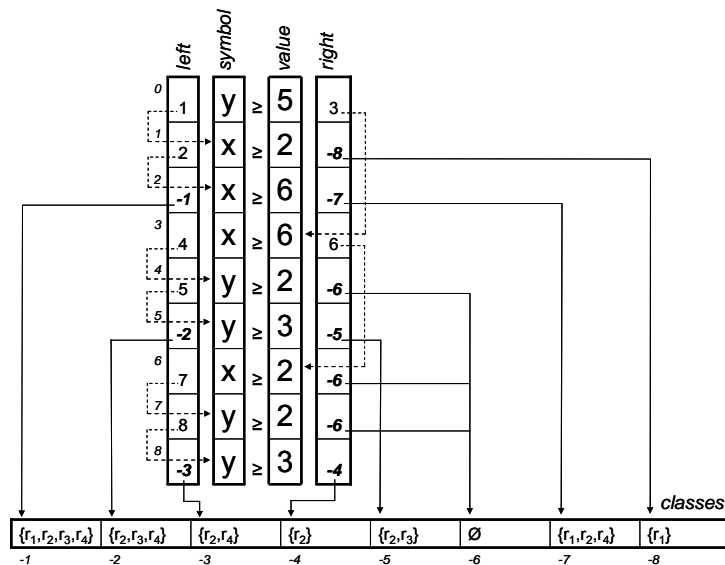 left symbol value right
0 1 y ≥ 5 3
1 2 x ≥ 2 -8
2 -1 x ≥ 6 -7
3 4 x ≥ 6 6
4 5 y ≥ 2 -6
5 -2 y ≥ 3 -5
6 7 x ≥ 2 -6
7 8 y ≥ 2 -6
8 -3 y ≥ 3 -4
classes
{r₁,r₂,r₃,r₄} {r₂,r₃,r₄} {r₂,r₄} {r₂} {r₂,r₃} Ø {r₁,r₂,r₄} {r₁}
-1 -2 -3 -4 -5 -6 -7 -8